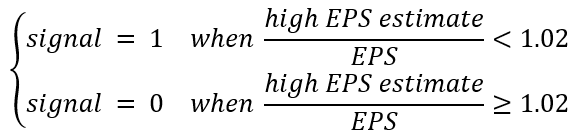 signal = 1 when high EPS estimate / EPS < 1.02
signal = 0 when high EPS estimate / EPS ≥ 1.02